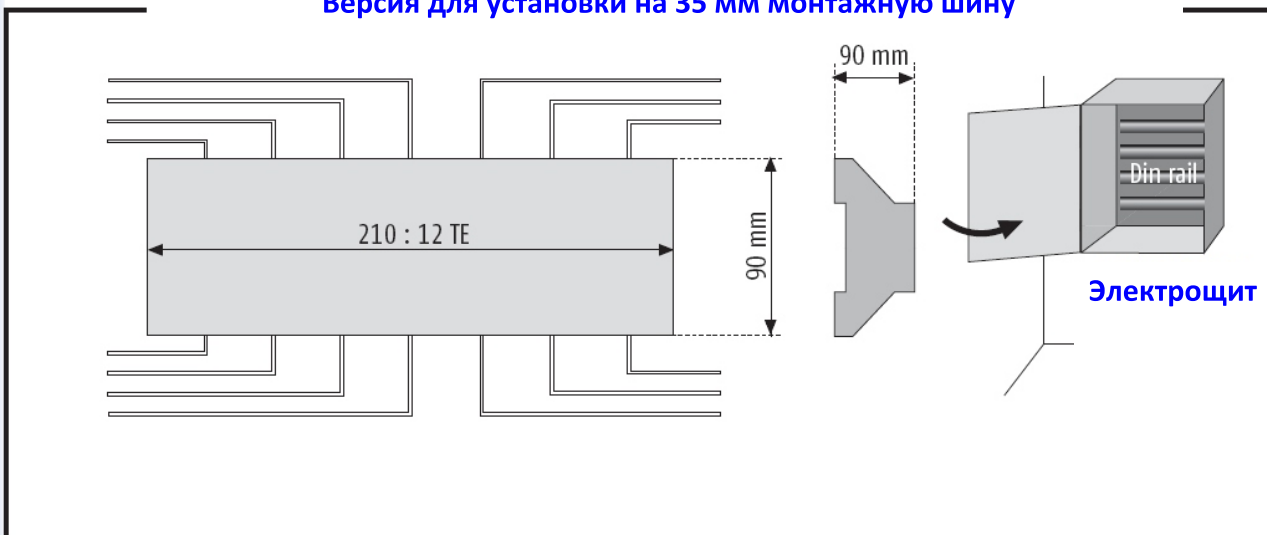 Версия для установки на 35 мм монтажную шину
90 mm
210 : 12 TE
90 mm
Din rail
Электрощит